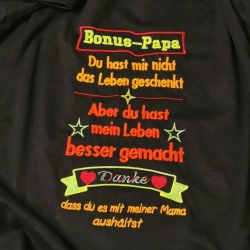 Bonus-Papa
Du hast mir nicht
das Leben geschenkt
Aber du hast
mein Leben
besser gemacht
Danke
dass du es mit meiner Mama
aushältst